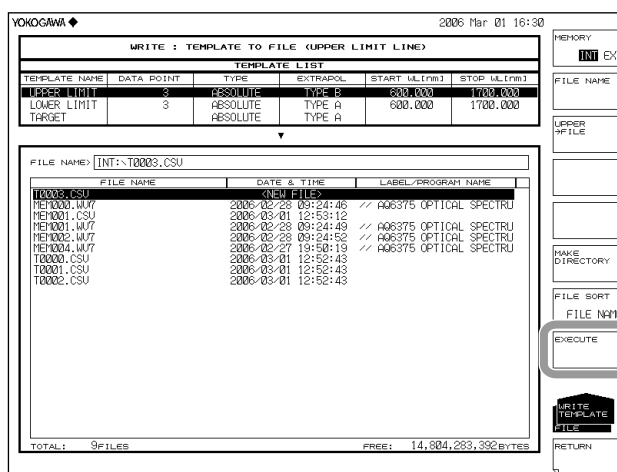 YOKOGAWA ◆ 2006 Mar 01 16:30
WRITE : TEMPLATE TO FILE (UPPER LIMIT LINE)
TEMPLATE LIST
TEMPLATE NAME DATA POINT TYPE EXTRAPOL START WL[nm] STOP WL[nm]
UPPER LIMIT 3 ABSOLUTE TYPE B 600.000 1700.000
LOWER LIMIT 3 ABSOLUTE TYPE A 600.000 1700.000
TARGET ABSOLUTE TYPE A
▼
FILE NAME> INT:\T0003.CSV
FILE NAME DATE & TIME LABEL/PROGRAM NAME
T0003.CSV <NEW FILE>
MEM000.WV7 2006/02/28 09:24:46 // AQ6375 OPTICAL SPECTRU
MEM001.CSV 2006/03/01 12:53:12
MEM001.WV7 2006/02/28 09:24:49 // AQ6375 OPTICAL SPECTRU
MEM002.WV7 2006/02/28 09:24:52 // AQ6375 OPTICAL SPECTRU
MEM004.WV7 2006/02/27 19:50:19 // AQ6375 OPTICAL SPECTRU
T0000.CSV 2006/03/01 12:52:43
T0001.CSV 2006/03/01 12:52:43
T0002.CSV 2006/03/01 12:52:43
TOTAL: 9FILES FREE: 14,804,283,392BYTES
MEMORY
INT EX
FILE NAME
UPPER
→FILE
MAKE
DIRECTORY
FILE SORT
FILE NAM
EXECUTE
WRITE
TEMPLATE
FILE
RETURN